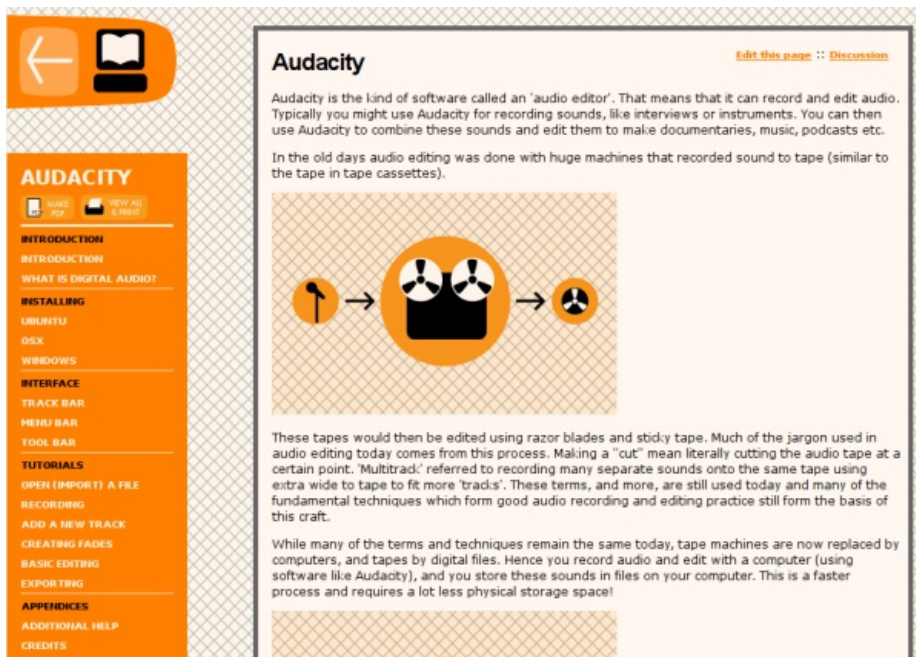 AUDACITY
MAKE
PDF
VIEW ALL
& PRINT
INTRODUCTION
INTRODUCTION
WHAT IS DIGITAL AUDIO?
INSTALLING
UBUNTU
OSX
WINDOWS
INTERFACE
TRACK BAR
MENU BAR
TOOL BAR
TUTORIALS
OPEN (IMPORT) A FILE
RECORDING
ADD A NEW TRACK
CREATING FADES
BASIC EDITING
EXPORTING
APPENDICES
ADDITIONAL HELP
CREDITS
Audacity
Edit this page :: Discussion
Audacity is the kind of software called an 'audio editor'. That means that it can record and edit audio.
Typically you might use Audacity for recording sounds, like interviews or instruments. You can then
use Audacity to combine these sounds and edit them to make documentaries, music, podcasts etc.
In the old days audio editing was done with huge machines that recorded sound to tape (similar to
the tape in tape cassettes).
These tapes would then be edited using razor blades and sticky tape. Much of the jargon used in
audio editing today comes from this process. Making a "cut" mean literally cutting the audio tape at a
certain point. 'Multitrack' referred to recording many separate sounds onto the same tape using
extra wide to tape to fit more 'tracks'. These terms, and more, are still used today and many of the
fundamental techniques which form good audio recording and editing practice still form the basis of
this craft.
While many of the terms and techniques remain the same today, tape machines are now replaced by
computers, and tapes by digital files. Hence you record audio and edit with a computer (using
software like Audacity), and you store these sounds in files on your computer. This is a faster
process and requires a lot less physical storage space!